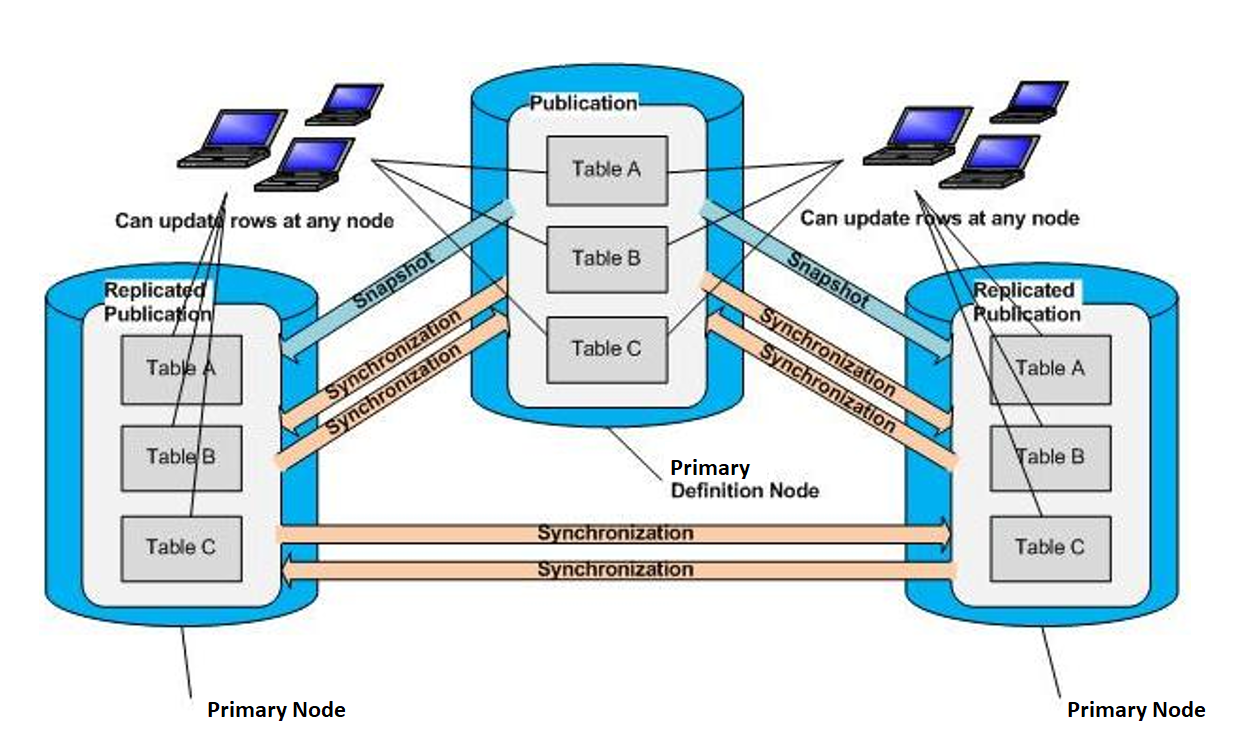 Publication
Table A
Table B
Table C
Can update rows at any node
Can update rows at any node
Snapshot
Synchronization
Synchronization
Snapshot
Synchronization
Synchronization
Replicated
Publication
Table A
Table B
Table C
Replicated
Publication
Table A
Table B
Table C
Primary
Definition Node
Synchronization
Synchronization
Primary Node
Primary Node